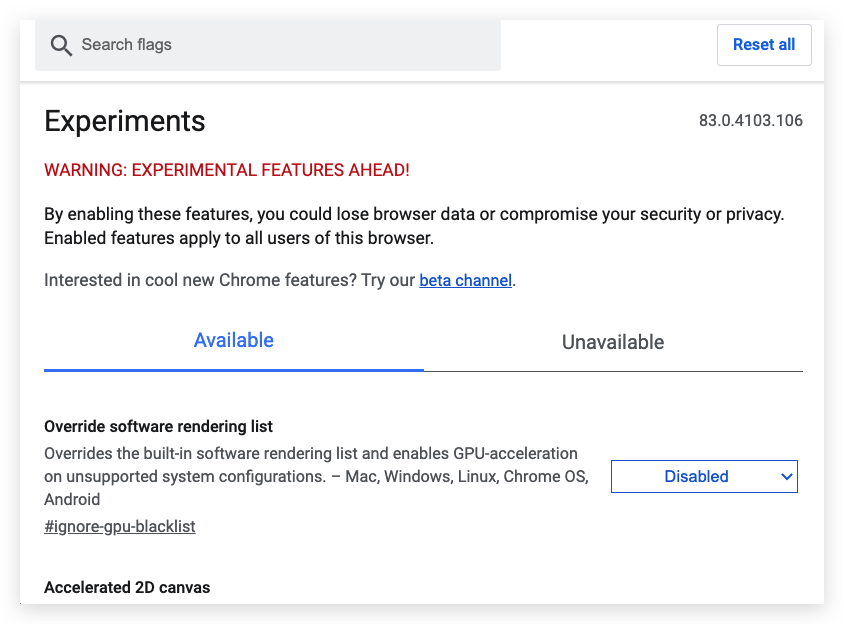 Search flags
Reset all
Experiments
83.0.4103.106
WARNING: EXPERIMENTAL FEATURES AHEAD!
By enabling these features, you could lose browser data or compromise your security or privacy.
Enabled features apply to all users of this browser.
Interested in cool new Chrome features? Try our beta channel.
Available
Unavailable
Override software rendering list
Overrides the built-in software rendering list and enables GPU-acceleration
on unsupported system configurations. – Mac, Windows, Linux, Chrome OS,
Android
Disabled
#ignore-gpu-blacklist
Accelerated 2D canvas